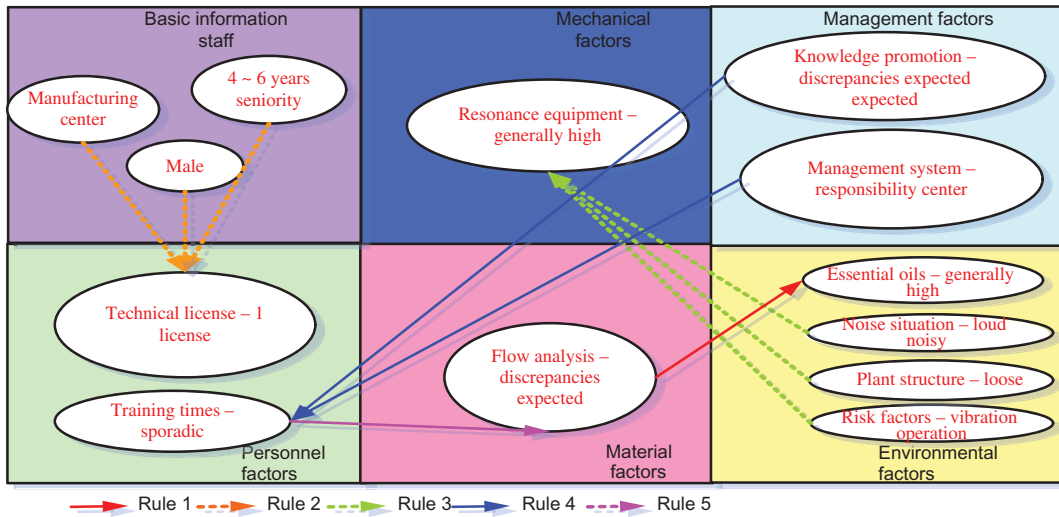 Basic information
staff
Manufacturing
center
4 ~ 6 years
seniority
Male
Mechanical
factors
Resonance equipment –
generally high
Management factors
Knowledge promotion –
discrepancies expected
expected
Management system –
responsibility center
Technical license – 1
license
Training times –
sporadic
Personnel
factors
Flow analysis –
discrepancies
expected
Material
factors
Essential oils – generally
high
Noise situation – loud
noisy
Plant structure – loose
Risk factors – vibration
operation
Environmental
factors
Rule 1 Rule 2 Rule 3 Rule 4 Rule 5